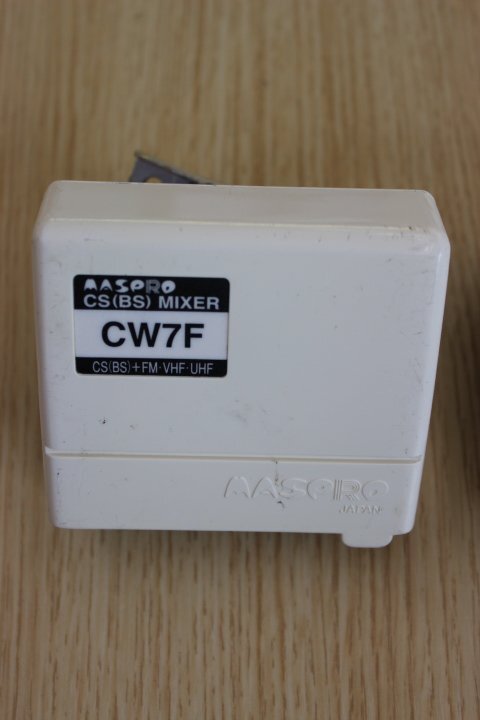 MASPRO
CS(BS) MIXER
CW7F
CS(BS)+FM·VHF·UHF
MASPRO
JAPAN